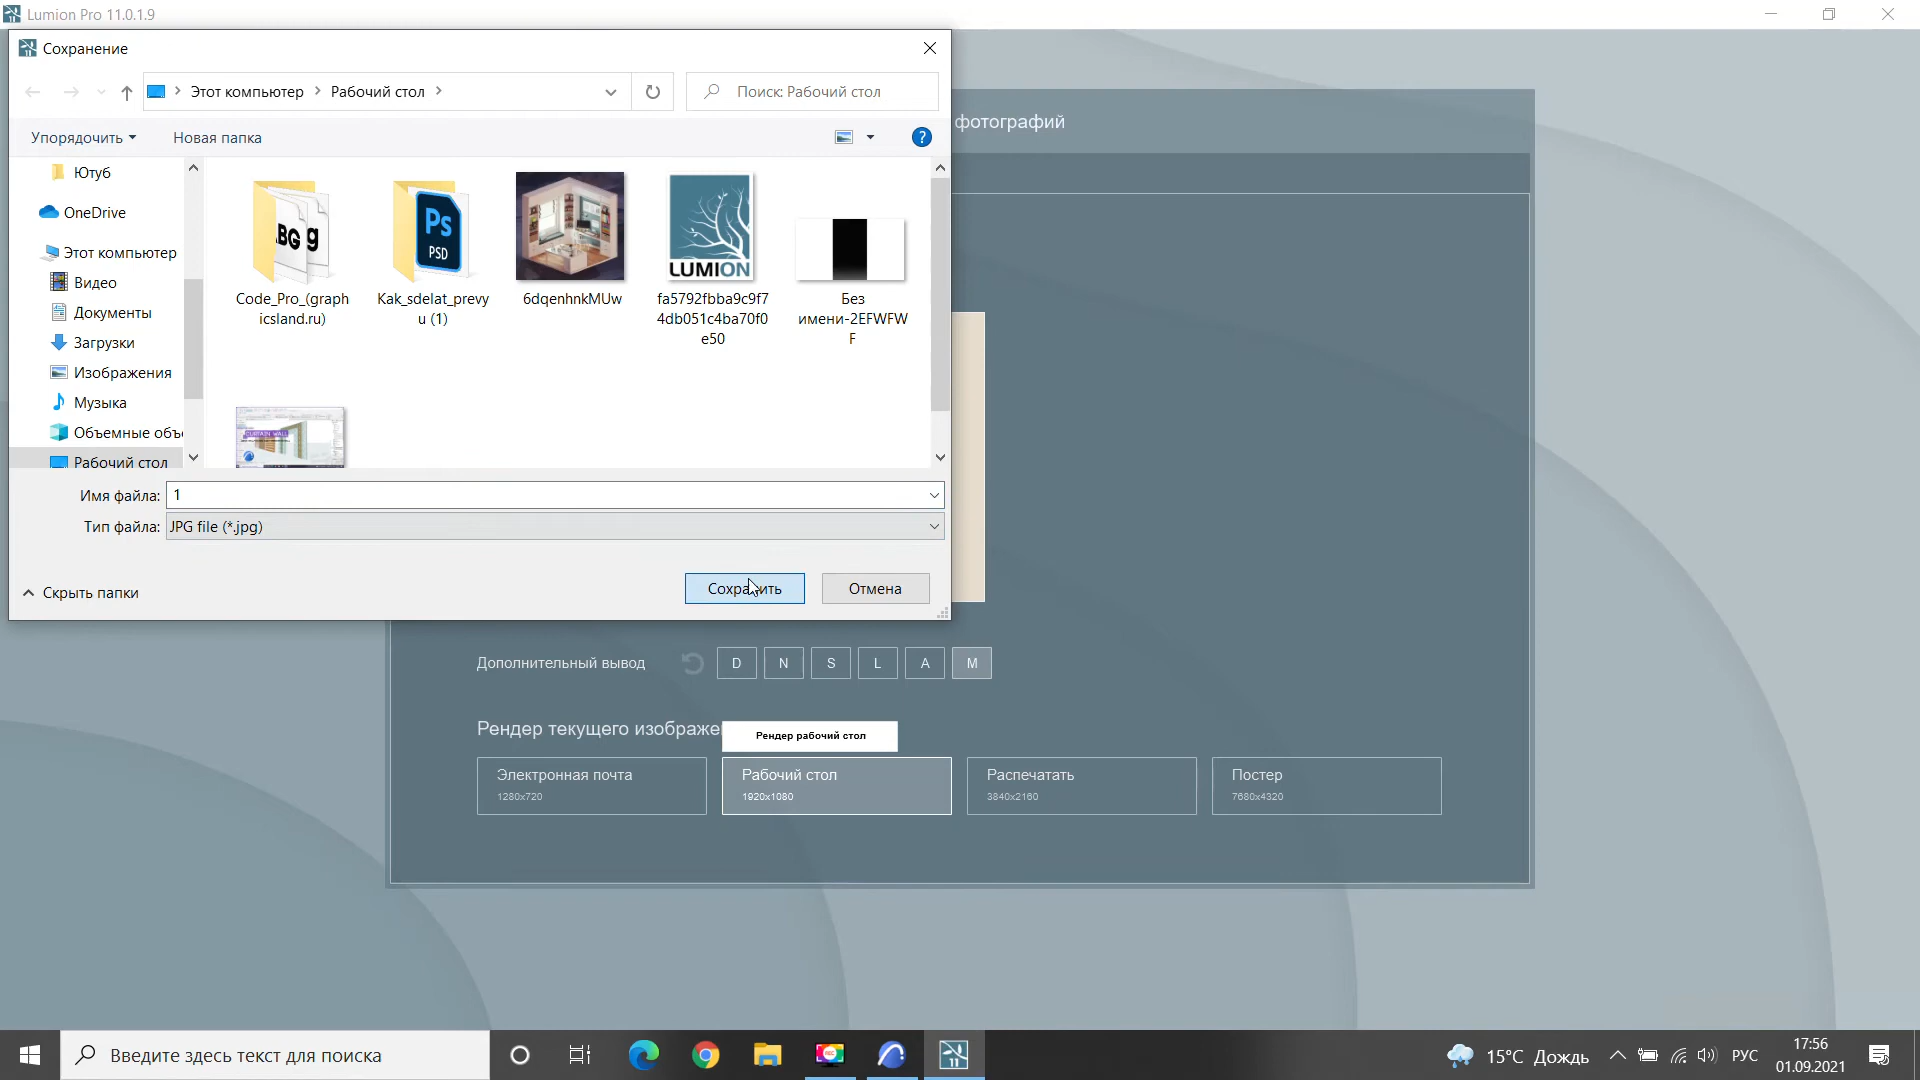 Lumion Pro 11.0.1.9
Сохранение
Этот компьютер
Рабочий стол
Поиск: Рабочий стол
Упорядочить
Новая папка
Ютуб
OneDrive
Этот компьютер
Видео
Документы
Загрузки
Изображения
Музыка
Объемные объ
Рабочий стол
Ps
PSD
LUMION
Code_Pro_(graph
icsland.ru)
Kak_sdelat_prevy
u (1)
6dqenhnkMUw
fa5792fbba9c9f7
4db051c4ba70f0
e50
Без
имени-2EFWFW
F
Имя файла: 1
Тип файла: JPG file (*.jpg)
Скрыть папки
Сохранить
Отмена
фотографий
Дополнительный вывод
D N S L A M
Рендер текущего изображе
Рендер рабочий стол
Электронная почта
1280x720
Рабочий стол
1920x1080
Распечатать
3840x2160
Постер
7680x4320
Введите здесь текст для поиска
15°C Дождь
РУС
17:56
01.09.2021